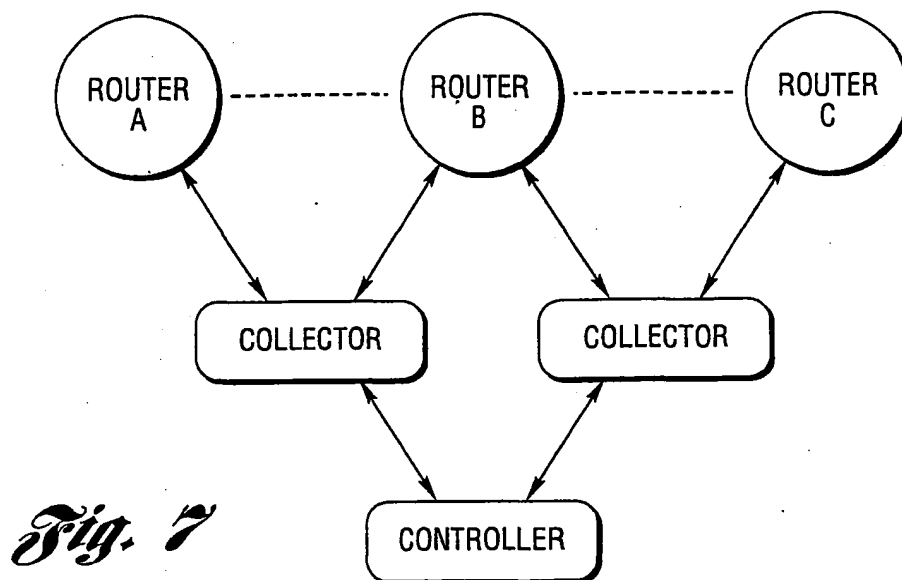 ROUTER
A
ROUTER
B
ROUTER
C
COLLECTOR
COLLECTOR
CONTROLLER
Fig. 7